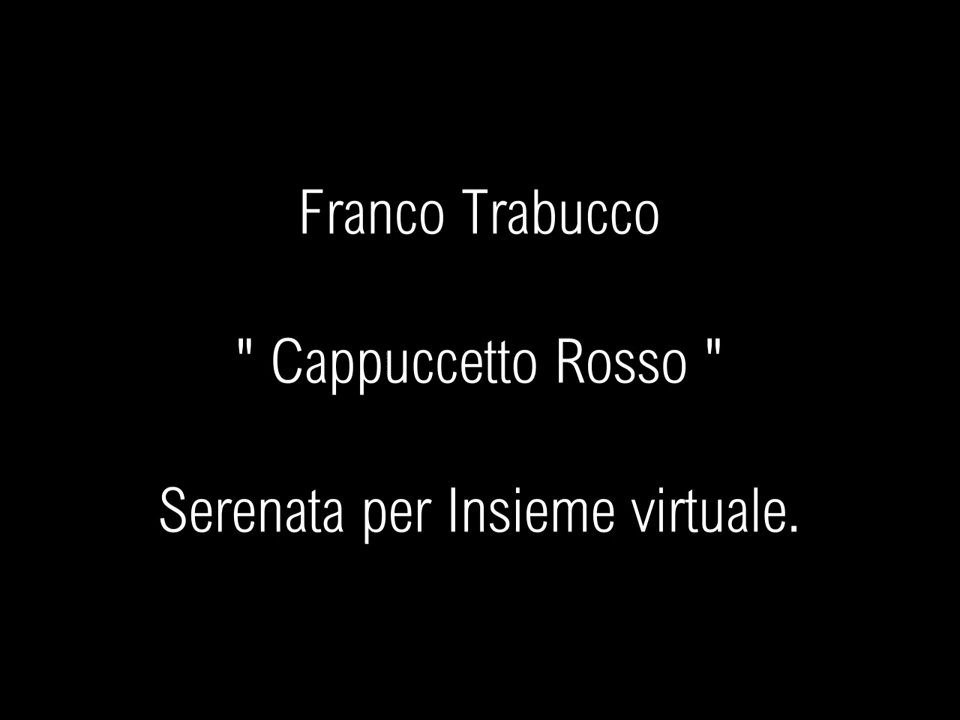 Franco Trabucco
" Cappuccetto Rosso "
Serenata per Insieme virtuale.